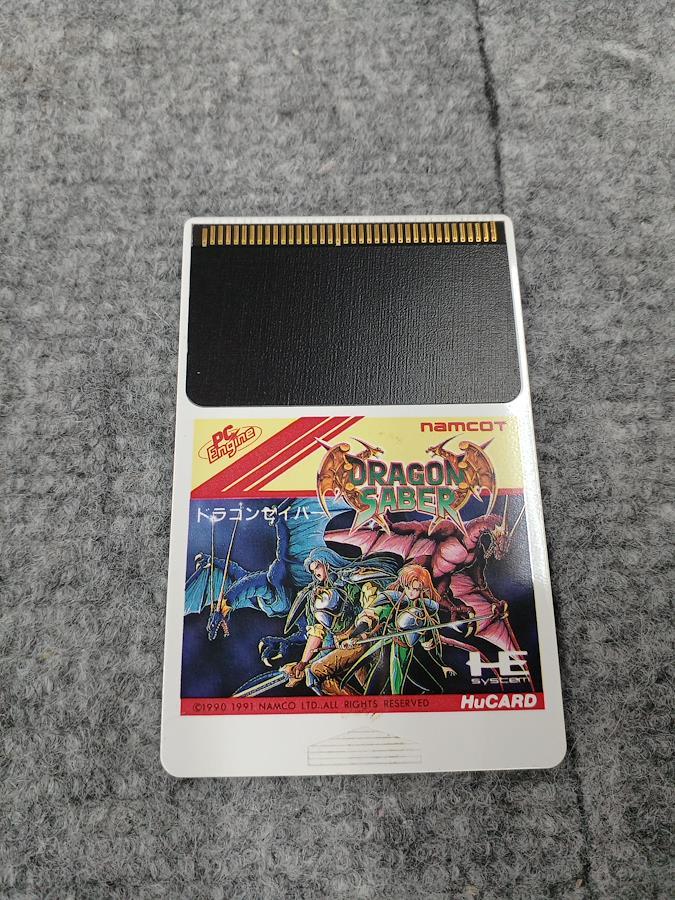 PC Engine
namcoT
DRAGON
SABER
ドラゴンセイバー
HE
SYSTEM
©1990 1991 NAMCO LTD.,ALL RIGHTS RESERVED
HuCARD